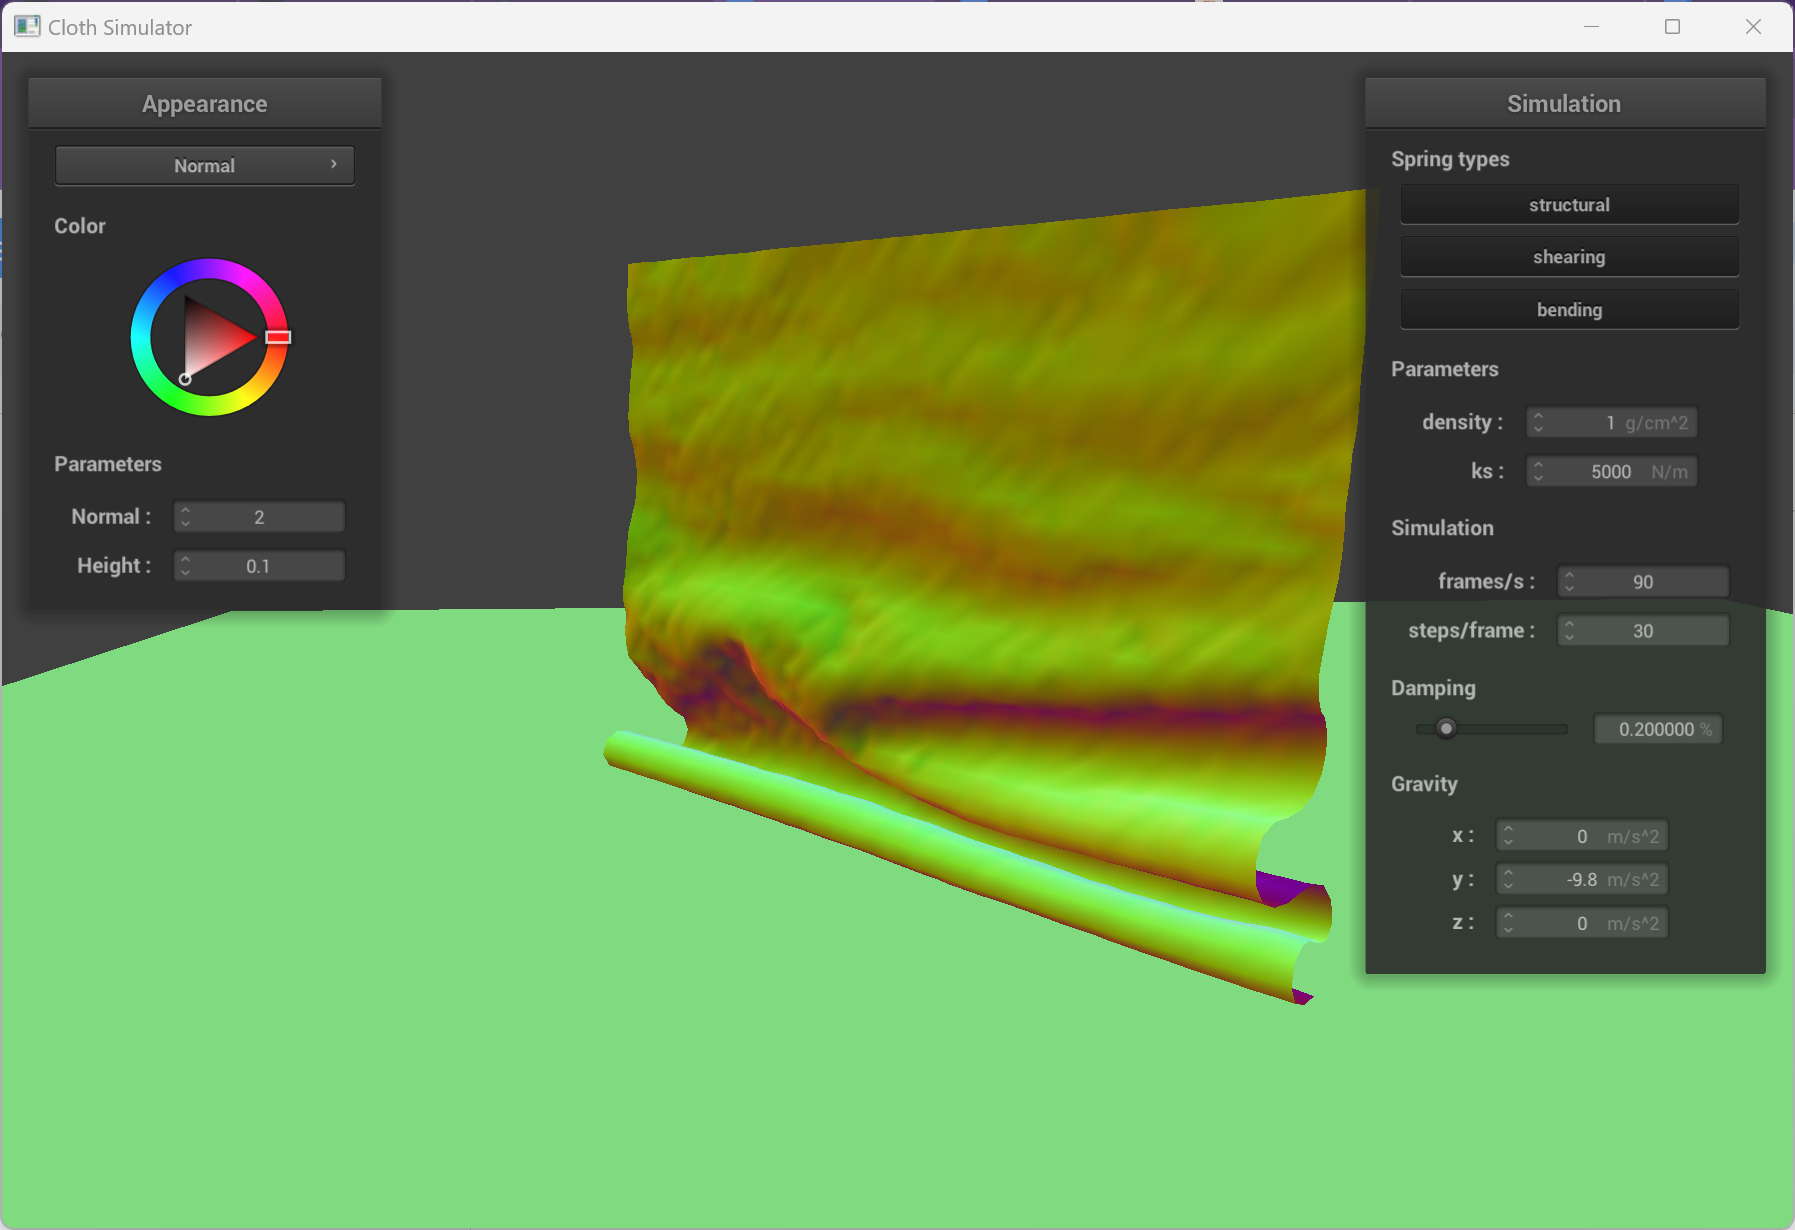 Cloth Simulator
Appearance
Normal
Color
Parameters
Normal : 2
Height : 0.1
Simulation
Spring types
structural
shearing
bending
Parameters
density : 1 g/cm^2
ks : 5000 N/m
Simulation
frames/s : 90
steps/frame : 30
Damping
0.200000 %
Gravity
x : 0 m/s^2
y : -9.8 m/s^2
z : 0 m/s^2